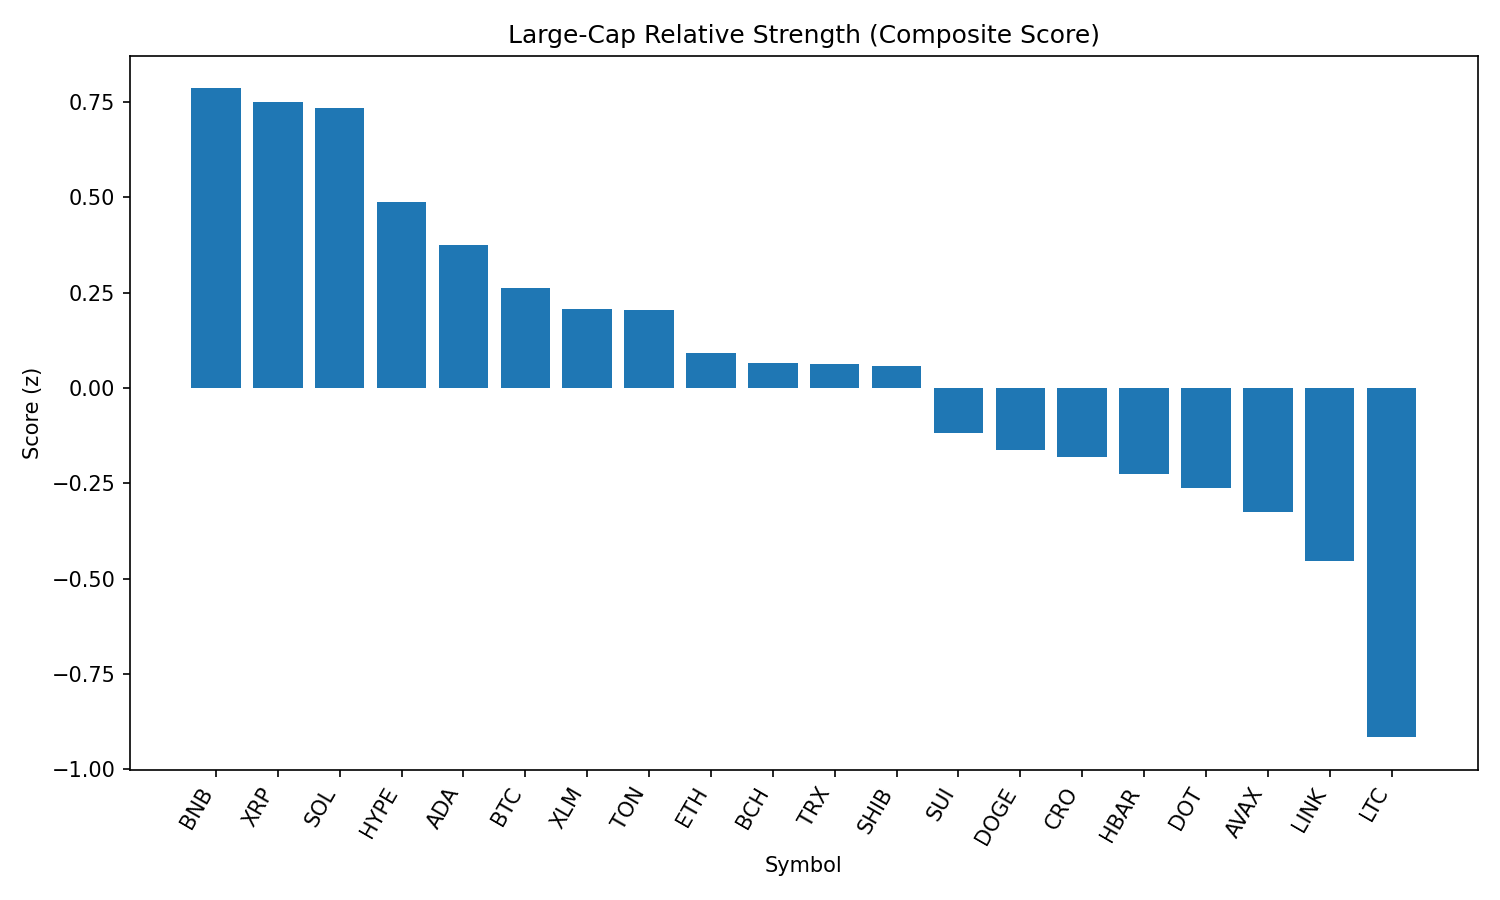 Large-Cap Relative Strength (Composite Score)
Score (z)
0.75
0.50
0.25
0.00
−0.25
−0.50
−0.75
−1.00
BNB
XRP
SOL
HYPE
ADA
BTC
XLM
TON
ETH
BCH
TRX
SHIB
SUI
DOGE
CRO
HBAR
DOT
AVAX
LINK
LTC
Symbol